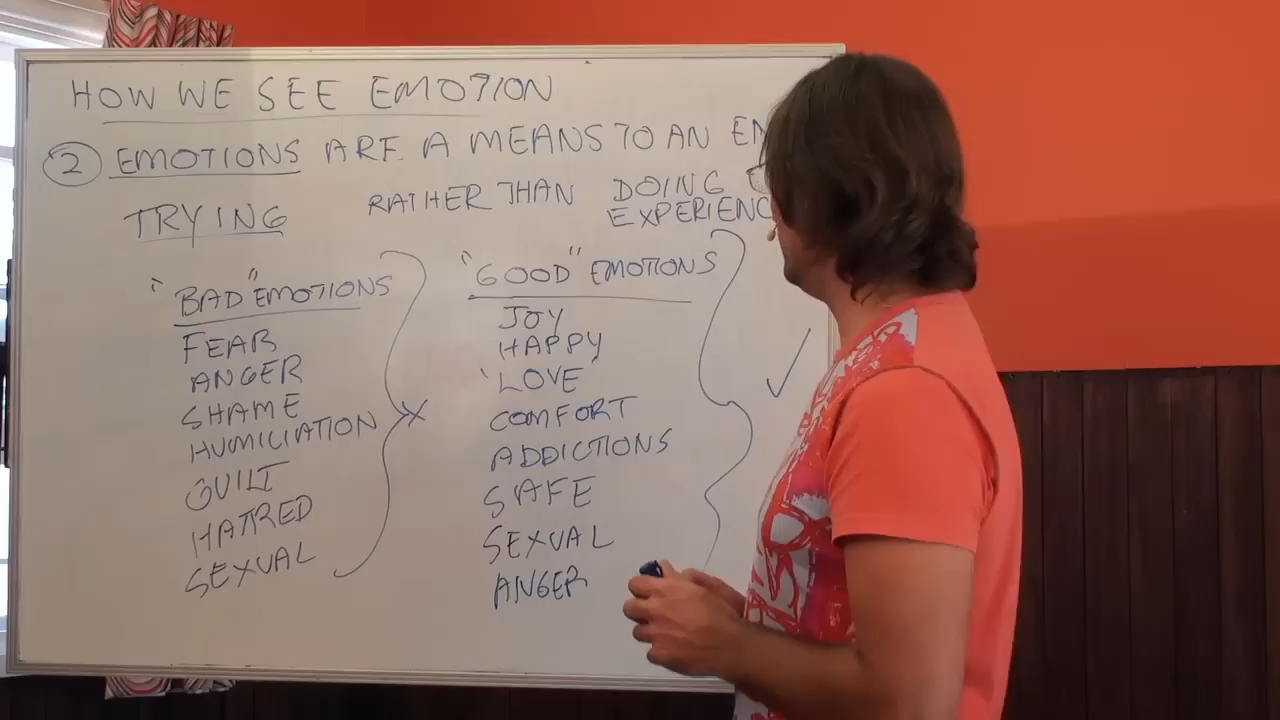 HOW WE SEE EMOTION
2 EMOTIONS ARE A MEANS TO AN
RATHER THAN DOING
TRYING
EXPERIENC
"BAD" EMOTIONS
FEAR
ANGER
SHAME
HUMILIATION
GUILT
HATRED
SEXUAL
X
"GOOD" EMOTIONS
JOY
HAPPY
'LOVE'
COMFORT
ADDICTIONS
SAFE
SEXUAL
ANGER
✓